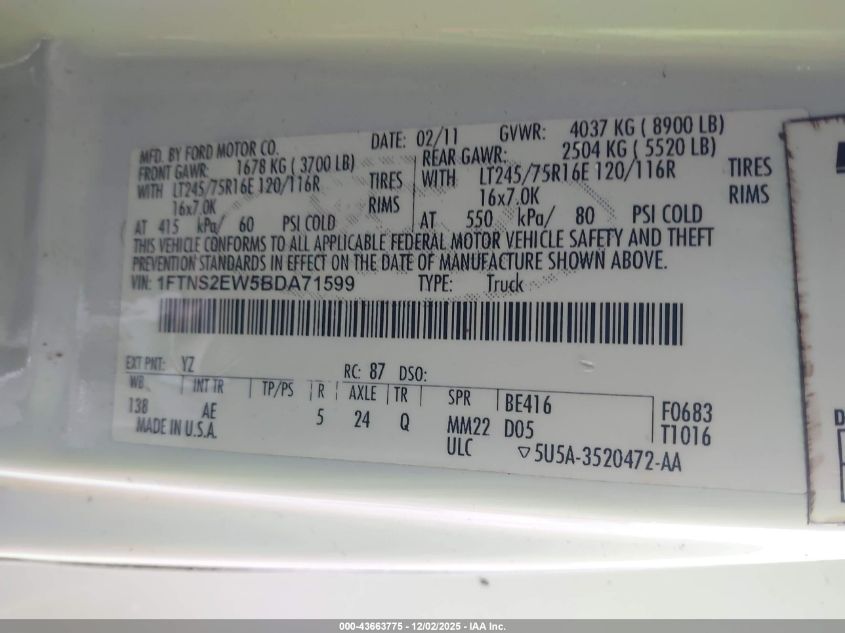 MFD. BY FORD MOTOR CO. DATE: 02/11 GVWR: 4037 KG ( 8900 LB)
FRONT GAWR: 1678 KG ( 3700 LB) REAR GAWR: 2504 KG ( 5520 LB)
WITH LT245/75R16E 120/116R TIRES WITH LT245/75R16E 120/116R TIRES
16x7.0K RIMS 16x7.0K RIMS
AT 415 kPa/ 60 PSI COLD AT 550 kPa/ 80 PSI COLD
THIS VEHICLE CONFORMS TO ALL APPLICABLE FEDERAL MOTOR VEHICLE SAFETY AND THEFT
PREVENTION STANDARDS IN EFFECT ON THE DATE OF MANUFACTURE SHOWN ABOVE.
VIN: 1FTNS2EW5BDA71599 TYPE: Truck
EXT PNT: YZ RC: 87 DSO:
WB INT TR TP/PS R AXLE TR SPR BE416 F0683
138 AE 5 24 Q MM22 D05 T1016
MADE IN U.S.A. ULC ▽5U5A-3520472-AA
000-43663775 - 12/02/2025 - IAA Inc.